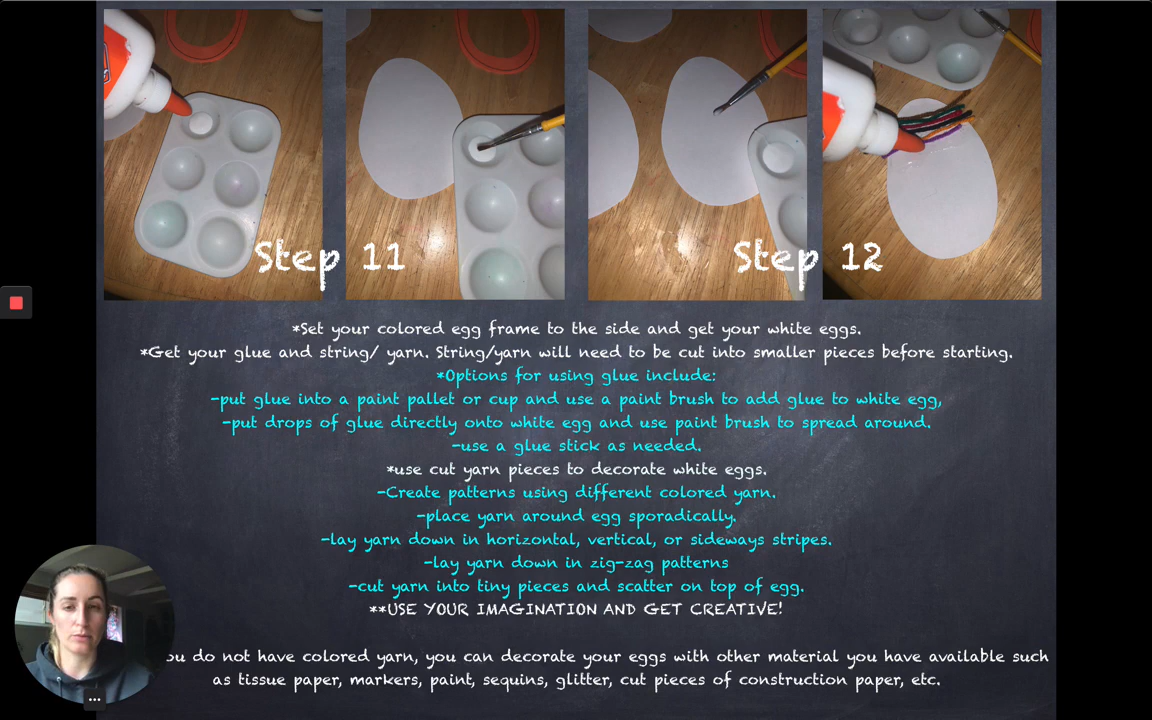 Step 11
Step 12
*Set your colored egg frame to the side and get your white eggs.
*Get your glue and string/ yarn. String/yarn will need to be cut into smaller pieces before starting.
*Options for using glue include:
-put glue into a paint pallet or cup and use a paint brush to add glue to white egg,
-put drops of glue directly onto white egg and use paint brush to spread around.
-use a glue stick as needed.
*use cut yarn pieces to decorate white eggs.
-Create patterns using different colored yarn.
-place yarn around egg sporadically.
-lay yarn down in horizontal, vertical, or sideways stripes.
-lay yarn down in zig-zag patterns
-cut yarn into tiny pieces and scatter on top of egg.
**USE YOUR IMAGINATION AND GET CREATIVE!
do not have colored yarn, you can decorate your eggs with other material you have available such
as tissue paper, markers, paint, sequins, glitter, cut pieces of construction paper, etc.